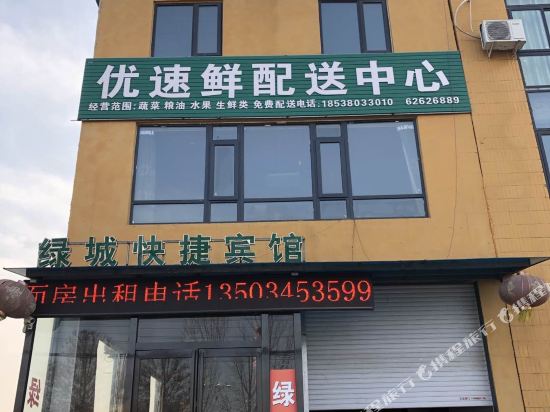 优速鲜配送中心
经营范围:蔬菜 粮油 水果 生鲜类 免费配送电话:18538033010 62626889
绿城快捷宾馆
房出租电话13503453599
绿
携程旅行